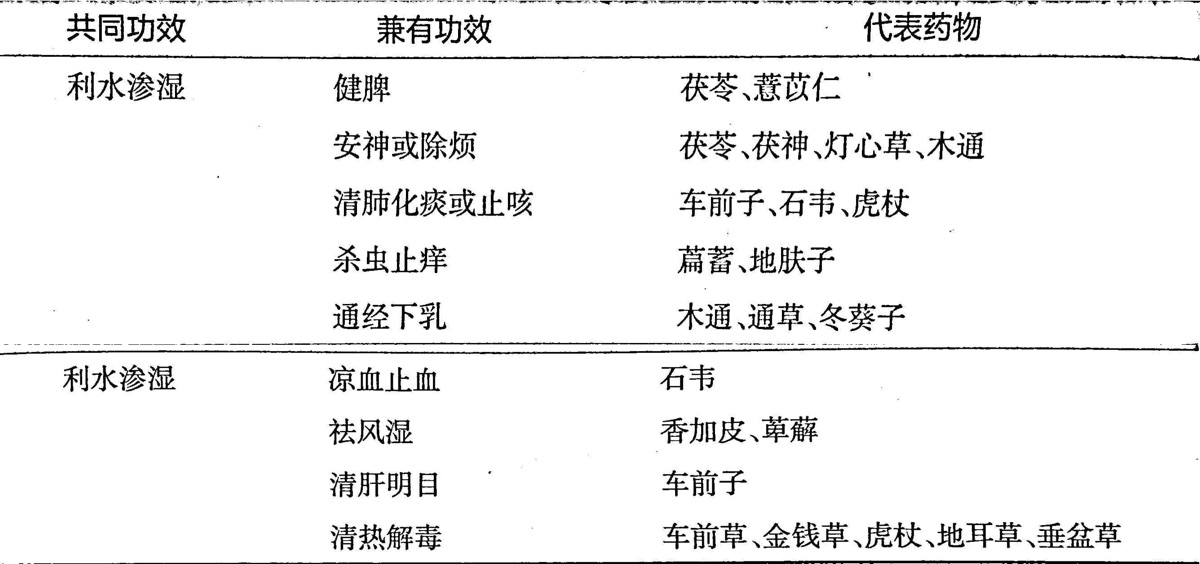 共同功效 兼有功效 代表药物
利水渗湿 健脾 茯苓、薏苡仁
安神或除烦 茯苓、茯神、灯心草、木通
清肺化痰或止咳 车前子、石韦、虎杖
杀虫止痒 萹蓄、地肤子
通经下乳 木通、通草、冬葵子
利水渗湿 凉血止血 石韦
祛风湿 香加皮、萆薢
清肝明目 车前子
清热解毒 车前草、金钱草、虎杖、地耳草、垂盆草